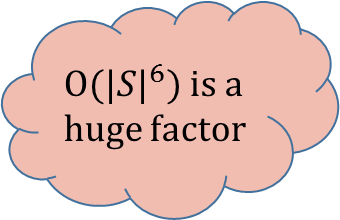 O(|S|⁶) is a
huge factor